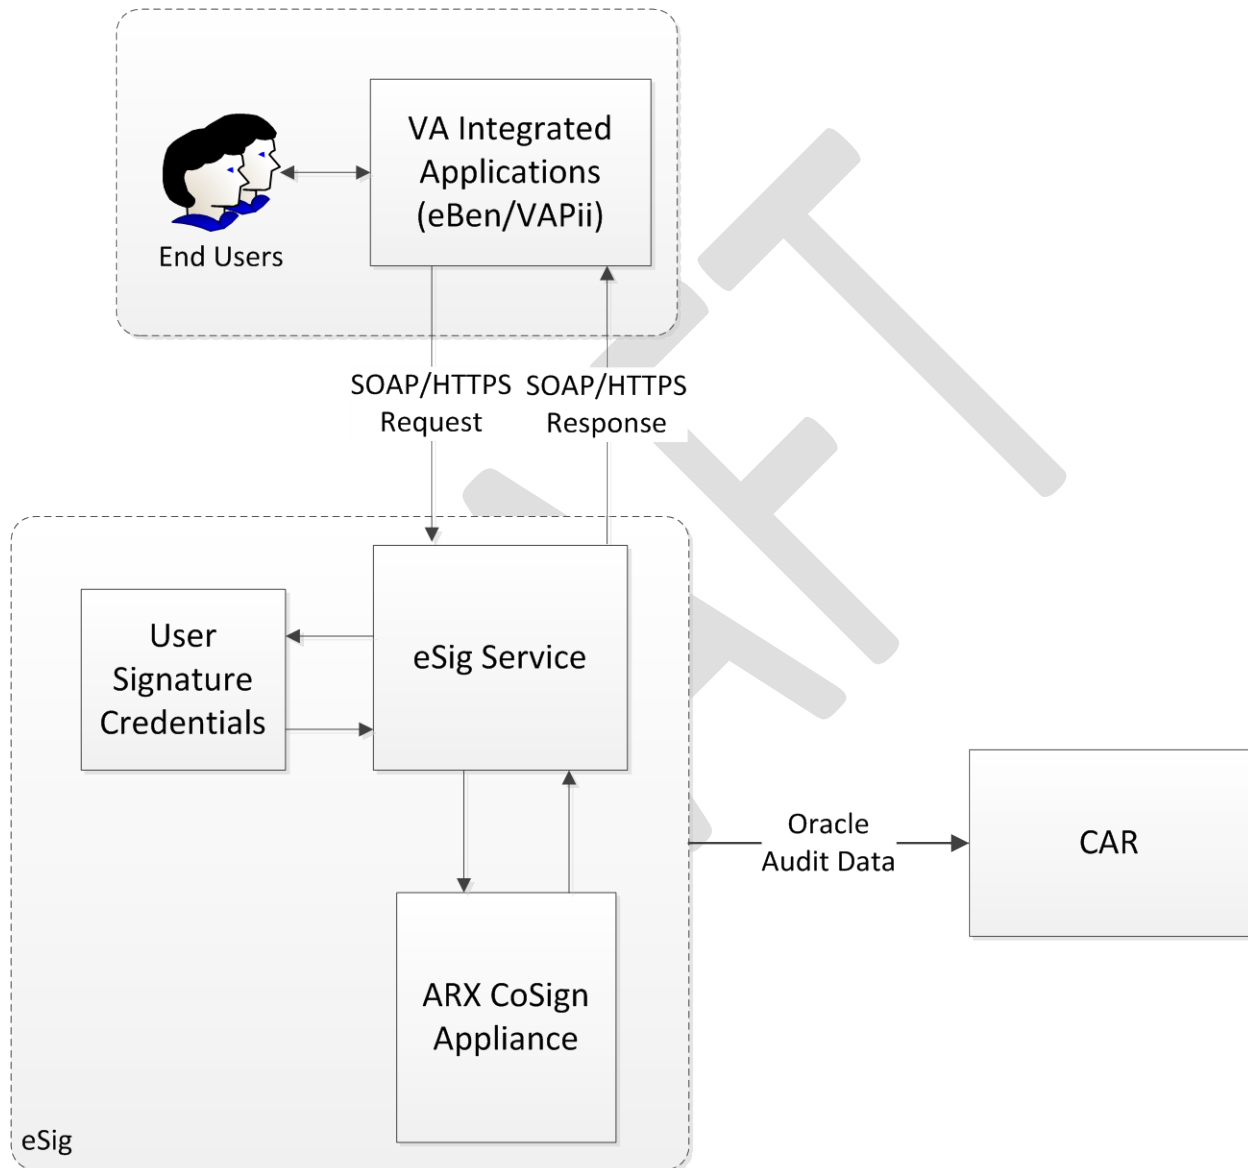 VA Integrated
Applications
(eBen/VAPii)
End Users
SOAP/HTTPS
Request
SOAP/HTTPS
Response
User
Signature
Credentials
eSig Service
Oracle
Audit Data
CAR
ARX CoSign
Appliance
eSig